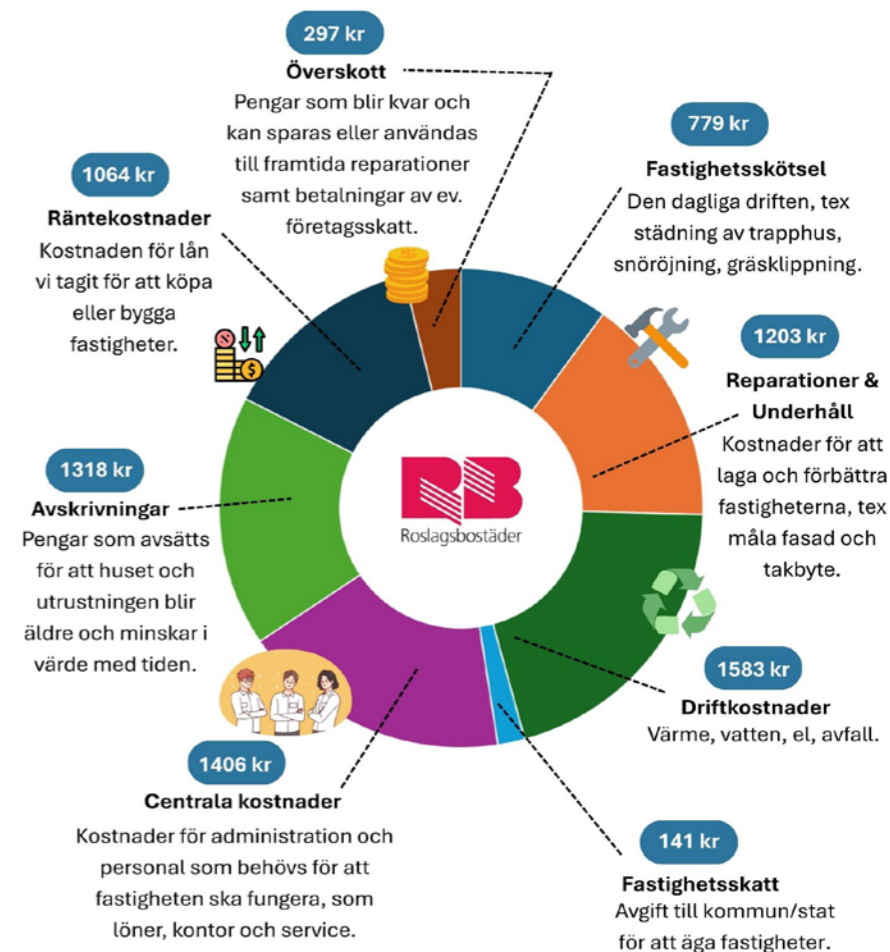 297 kr
Överskott
Pengar som blir kvar och
kan sparas eller användas
till framtida reparationer
samt betalningar av ev.
företagsskatt.
779 kr
Fastighetsskötsel
Den dagliga driften, tex
städning av trapphus,
snöröjning, gräsklippning.
1203 kr
Reparationer &
Underhåll
Kostnader för att
laga och förbättra
fastigheterna, tex
måla fasad och
takbyte.
1583 kr
Driftkostnader
Värme, vatten, el, avfall.
141 kr
Fastighetsskatt
Avgift till kommun/stat
för att äga fastigheter.
1406 kr
Centrala kostnader
Kostnader för administration och
personal som behövs för att
fastigheten ska fungera, som
löner, kontor och service.
1318 kr
Avskrivningar
Pengar som avsätts
för att huset och
utrustningen blir
äldre och minskar i
värde med tiden.
1064 kr
Räntekostnader
Kostnaden för lån
vi tagit för att köpa
eller bygga
fastigheter.
RB
Roslagsbostäder